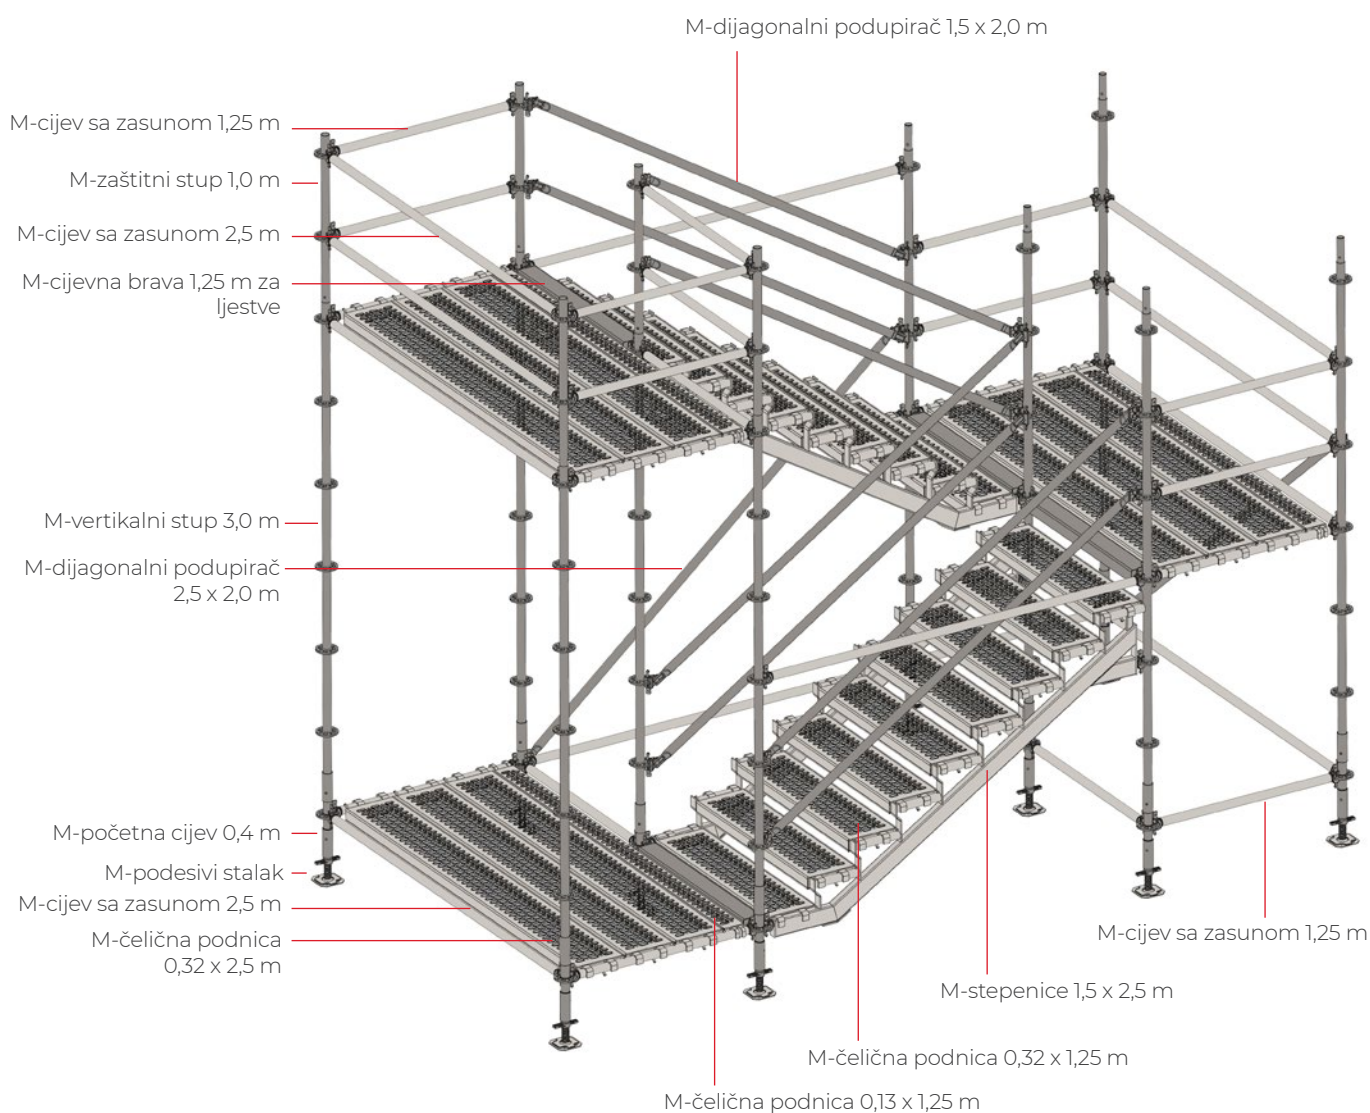 M-dijagonalni podupirač 1,5 x 2,0 m
M-cijev sa zasunom 1,25 m
M-zaštitni stup 1,0 m
M-cijev sa zasunom 2,5 m
M-cijevna brava 1,25 m za
ljestve
M-vertikalni stup 3,0 m
M-dijagonalni podupirač
2,5 x 2,0 m
M-početna cijev 0,4 m
M-podesivi stalak
M-cijev sa zasunom 2,5 m
M-čelična podnica
0,32 x 2,5 m
M-cijev sa zasunom 1,25 m
M-stepenice 1,5 x 2,5 m
M-čelična podnica 0,32 x 1,25 m
M-čelična podnica 0,13 x 1,25 m